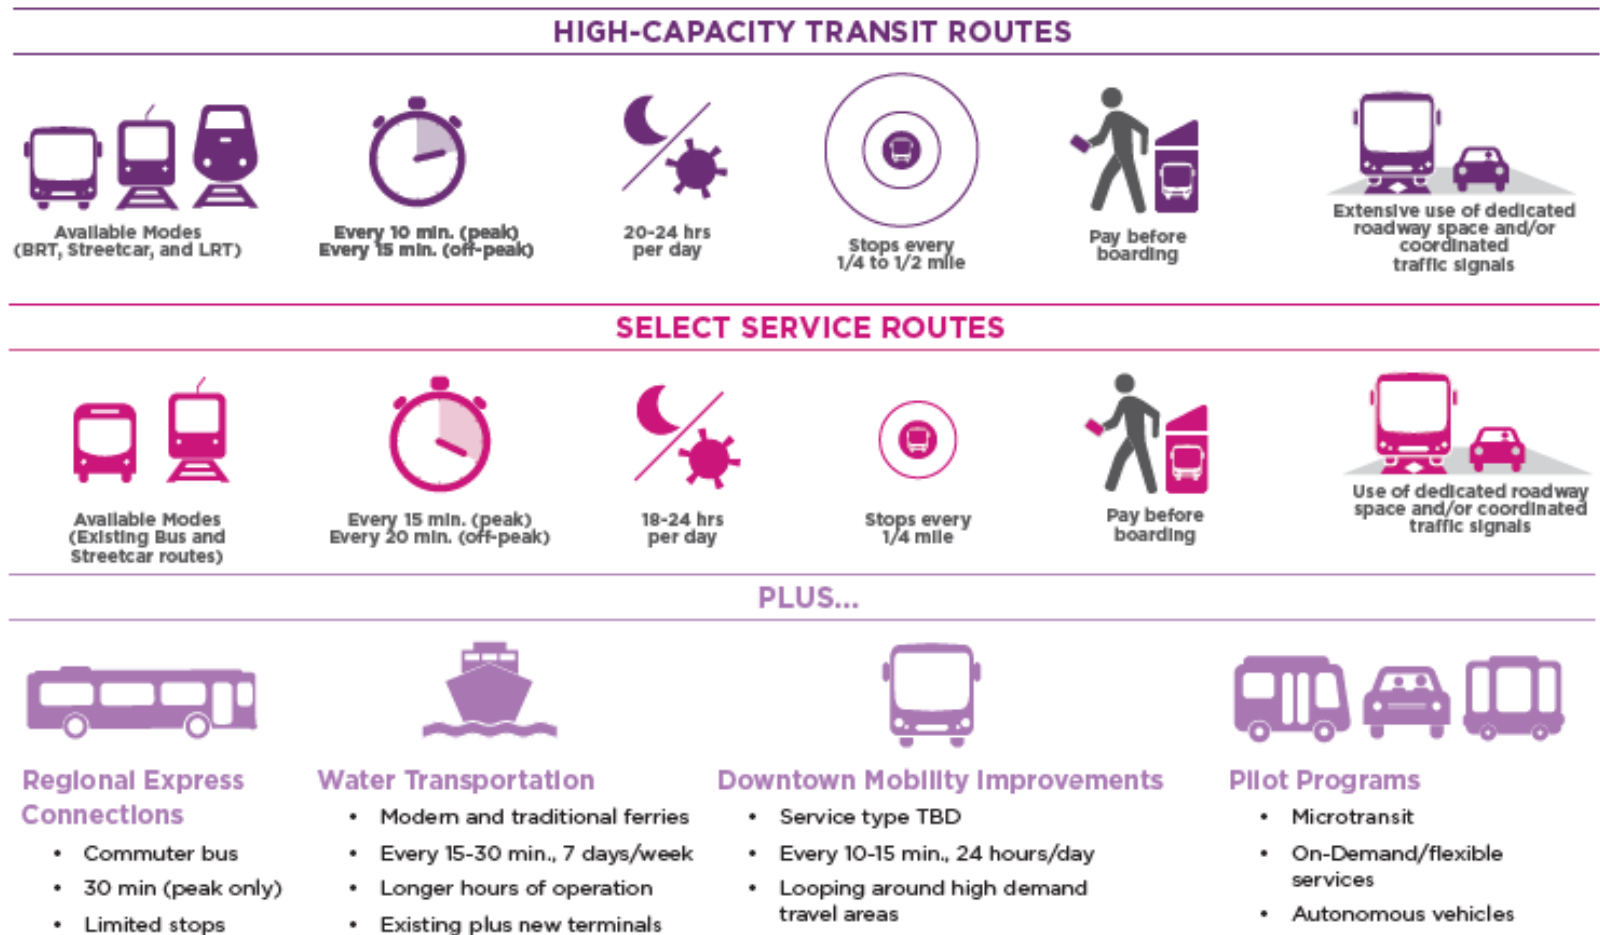 HIGH-CAPACITY TRANSIT ROUTES
Available Modes
(BRT, Streetcar, and LRT)
Every 10 min. (peak)
Every 15 min. (off-peak)
20-24 hrs
per day
Stops every
1/4 to 1/2 mile
Pay before
boarding
Extensive use of dedicated
roadway space and/or
coordinated
traffic signals
SELECT SERVICE ROUTES
Available Modes
(Existing Bus and
Streetcar routes)
Every 15 min. (peak)
Every 20 min. (off-peak)
18-24 hrs
per day
Stops every
1/4 mile
Pay before
boarding
Use of dedicated roadway
space and/or coordinated
traffic signals
PLUS...
Regional Express
Connections
• Commuter bus
• 30 min (peak only)
• Limited stops
Water Transportation
• Modern and traditional ferries
• Every 15-30 min., 7 days/week
• Longer hours of operation
• Existing plus new terminals
Downtown Mobility Improvements
• Service type TBD
• Every 10-15 min., 24 hours/day
• Looping around high demand
travel areas
Pilot Programs
• Microtransit
• On-Demand/flexible
services
• Autonomous vehicles